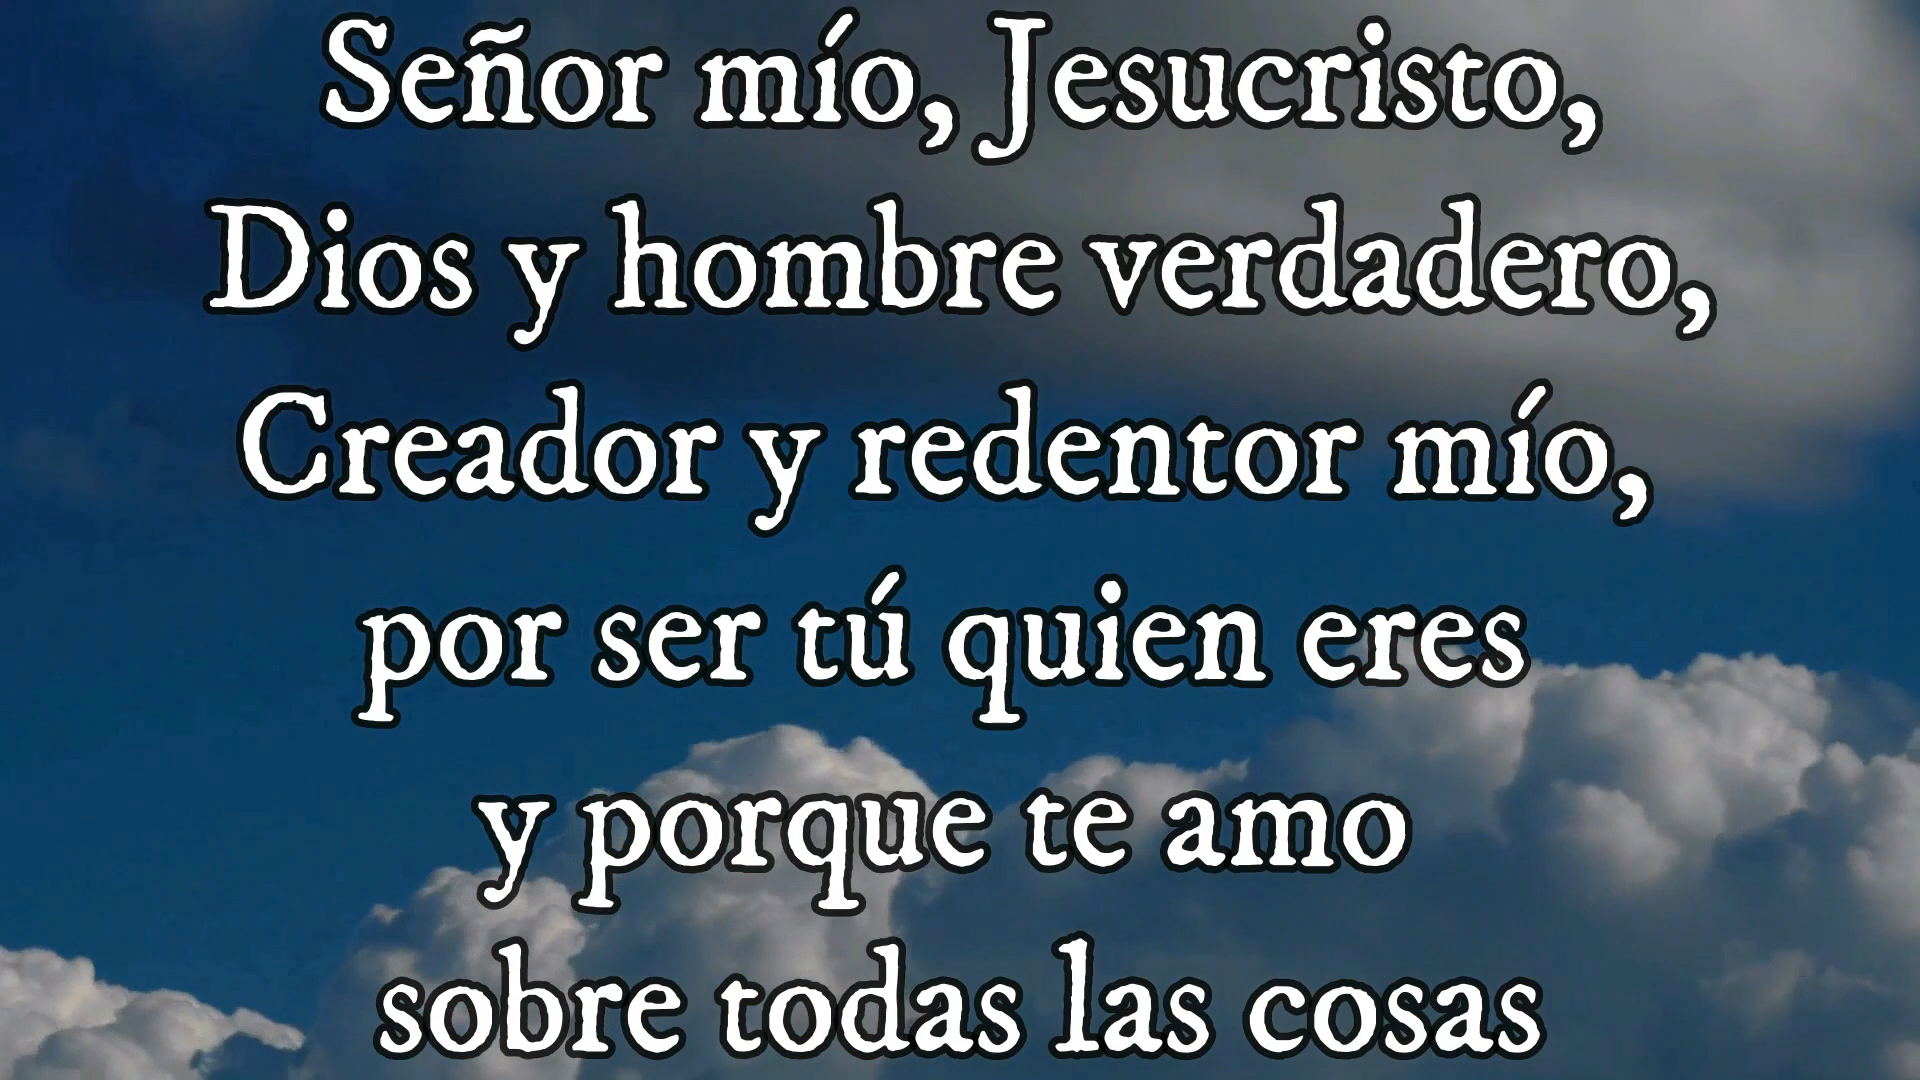 Señor mío, Jesucristo,
Dios y hombre verdadero,
Creador y redentor mío,
por ser tú quien eres
y porque te amo
sobre todas las cosas